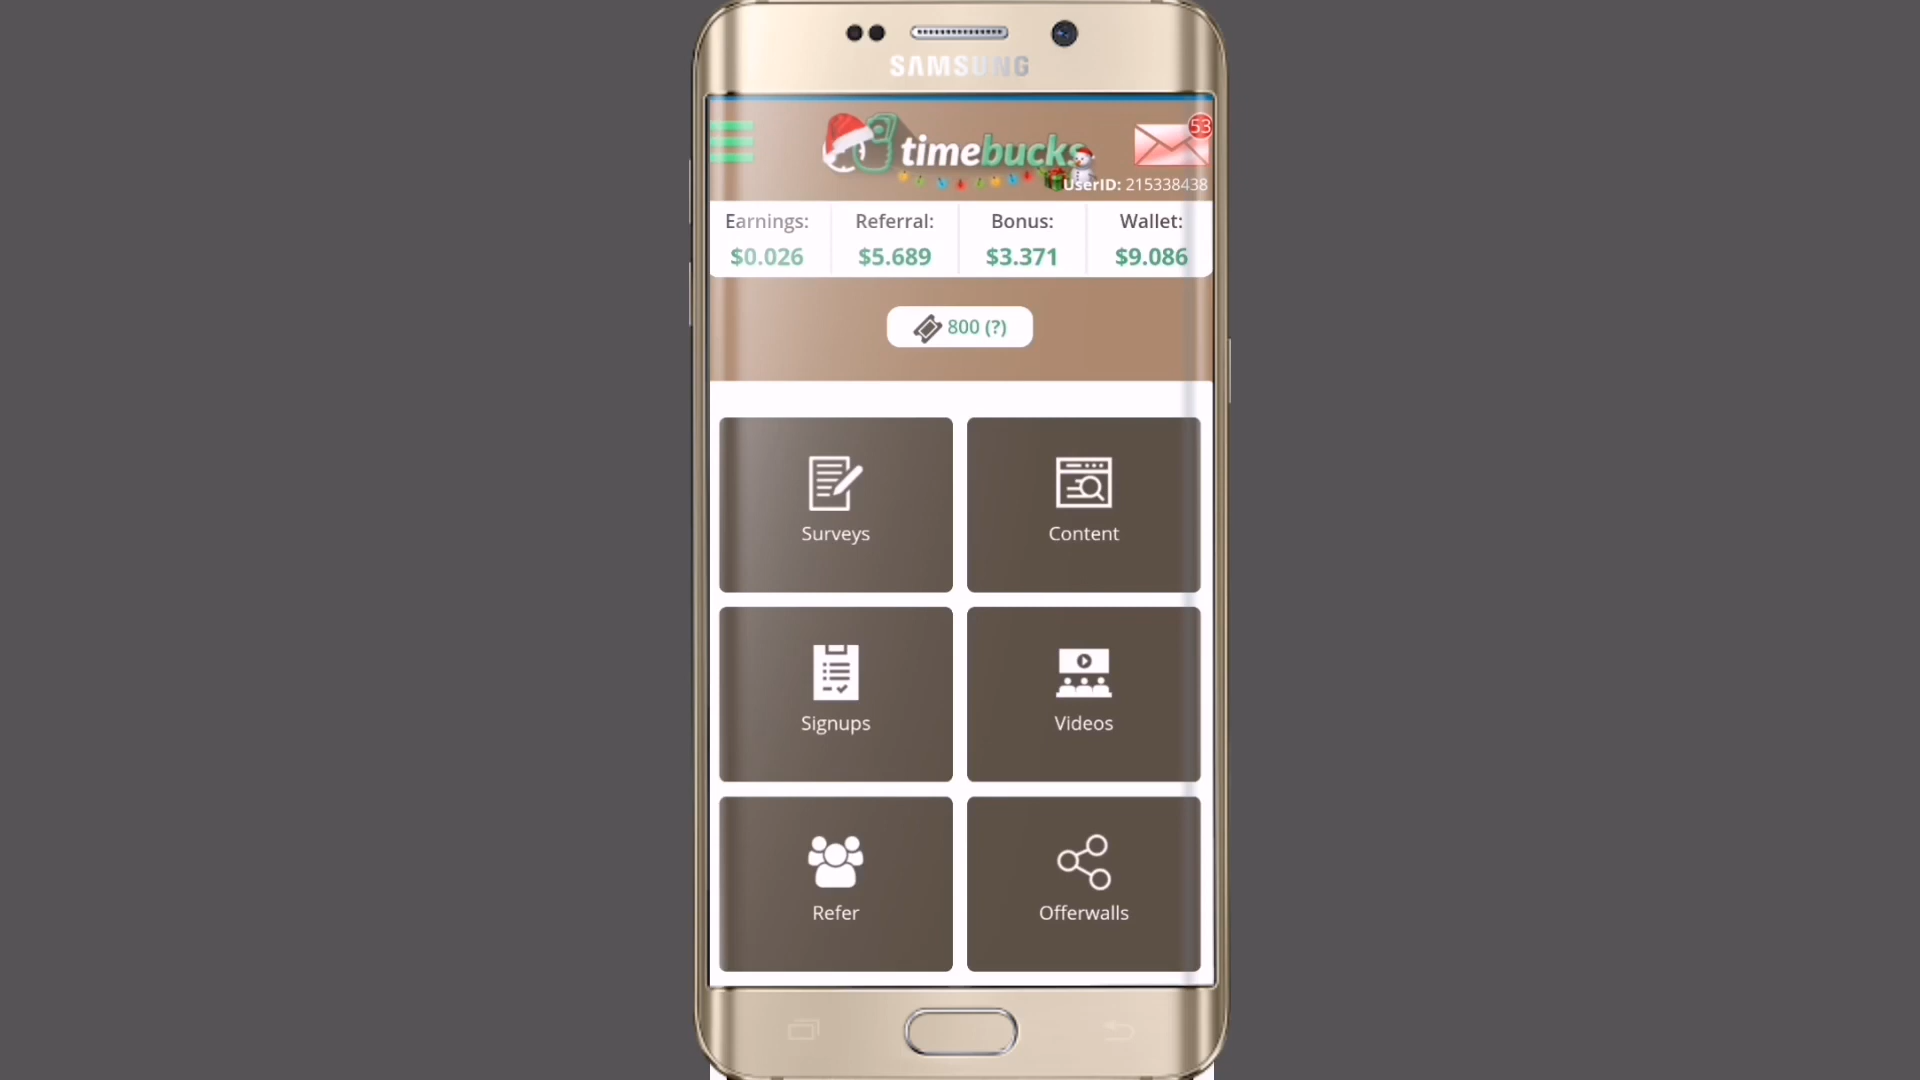 SAMSUNG
timebucks
53
UserID: 215338438
Earnings: Referral: Bonus: Wallet:
$0.026 $5.689 $3.371 $9.086
800 (?)
Surveys Content
Signups Videos
Refer Offerwalls